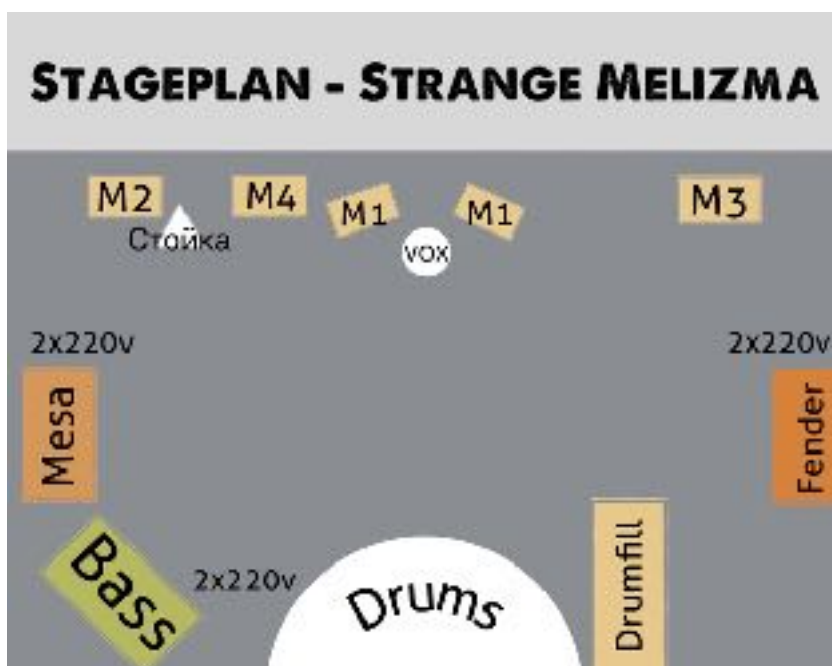 STAGEPLAN - STRANGE MELIZMA
M2
M4
M1
M1
M3
Стойка
vox
2x220v
2x220v
Mesa
Fender
Bass
2x220v
Drums
Drumfill